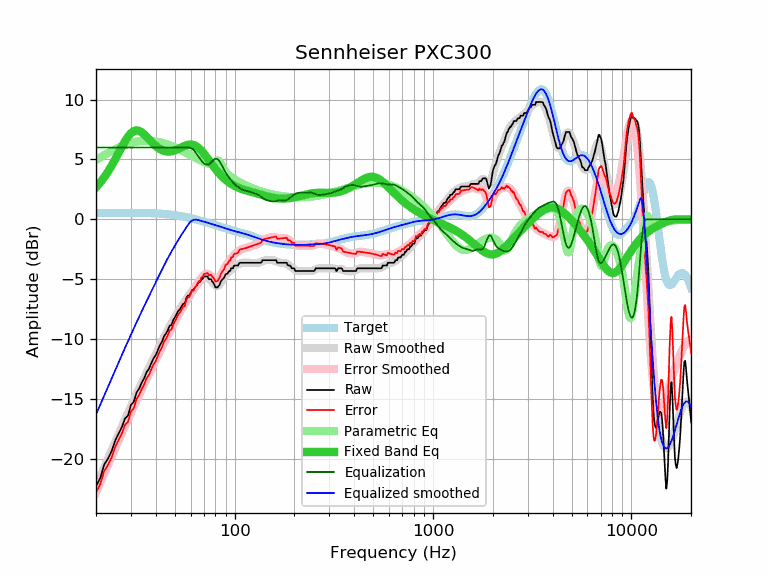 Sennheiser PXC300
10
5
0
−5
−10
−15
−20
Amplitude (dBr)
Target
Raw Smoothed
Error Smoothed
Raw
Error
Parametric Eq
Fixed Band Eq
Equalization
Equalized smoothed
100 1000 10000
Frequency (Hz)